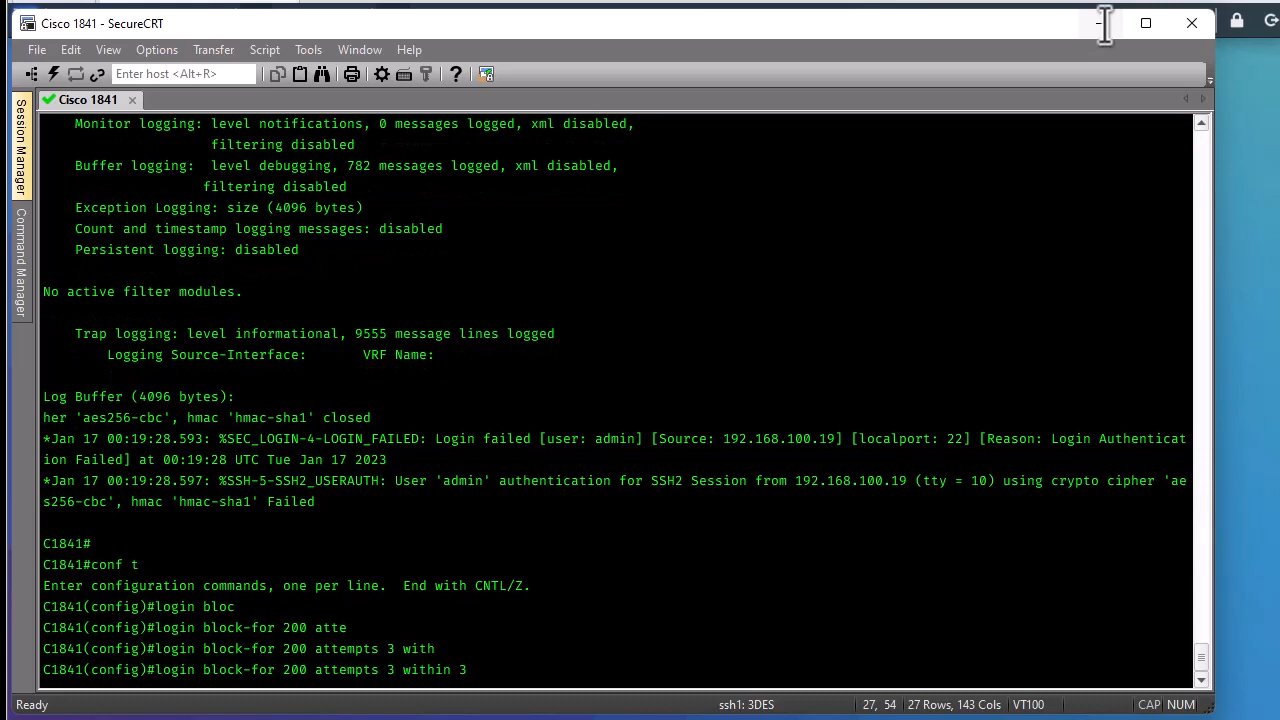 Cisco 1841 - SecureCRT
File Edit View Options Transfer Script Tools Window Help
Enter host <Alt+R>
Cisco 1841
Session Manager
Command Manager
Monitor logging: level notifications, 0 messages logged, xml disabled,
filtering disabled
Buffer logging:  level debugging, 782 messages logged, xml disabled,
filtering disabled
Exception Logging: size (4096 bytes)
Count and timestamp logging messages: disabled
Persistent logging: disabled
No active filter modules.
Trap logging: level informational, 9555 message lines logged
Logging Source-Interface:       VRF Name:
Log Buffer (4096 bytes):
her 'aes256-cbc', hmac 'hmac-sha1' closed
*Jan 17 00:19:28.593: %SEC_LOGIN-4-LOGIN_FAILED: Login failed [user: admin] [Source: 192.168.100.19] [localport: 22] [Reason: Login Authenticat
ion Failed] at 00:19:28 UTC Tue Jan 17 2023
*Jan 17 00:19:28.597: %SSH-5-SSH2_USERAUTH: User 'admin' authentication for SSH2 Session from 192.168.100.19 (tty = 10) using crypto cipher 'ae
s256-cbc', hmac 'hmac-sha1' Failed
C1841#
C1841#conf t
Enter configuration commands, one per line.  End with CNTL/Z.
C1841(config)#login bloc
C1841(config)#login block-for 200 atte
C1841(config)#login block-for 200 attempts 3 with
C1841(config)#login block-for 200 attempts 3 within 3
Ready ssh1: 3DES 27, 54 27 Rows, 143 Cols VT100 CAP NUM